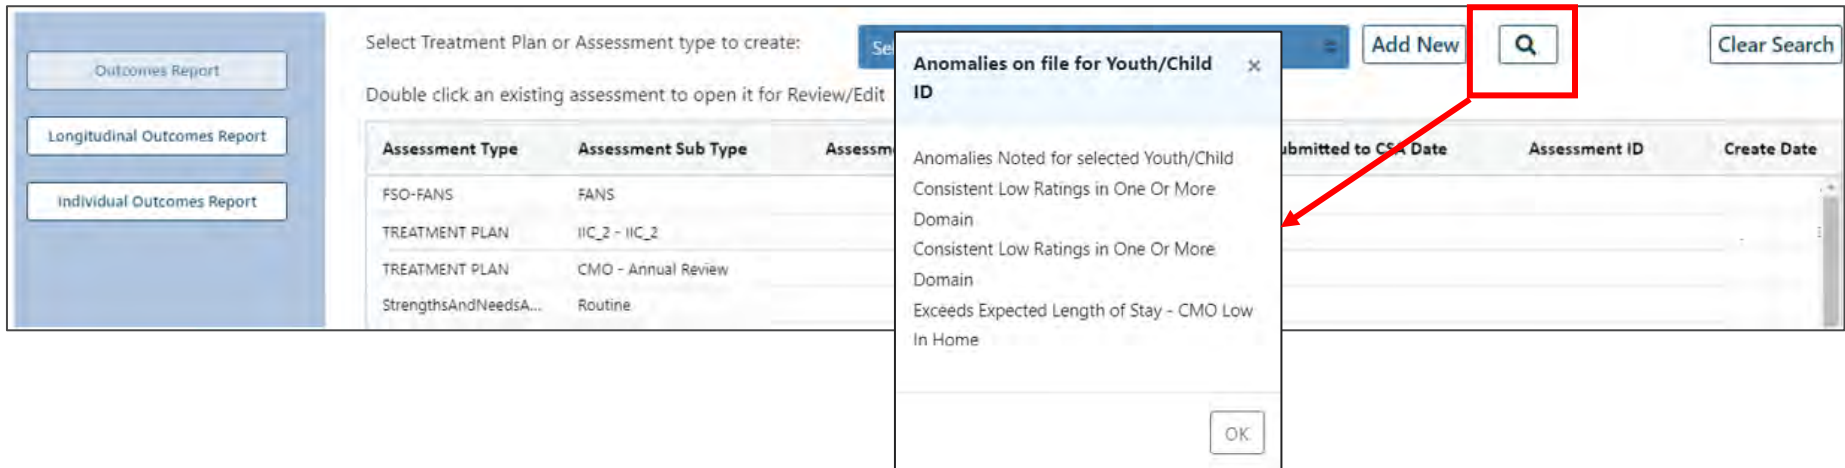 Outcomes Report
Longitudinal Outcomes Report
Individual Outcomes Report
Select Treatment Plan or Assessment type to create:
Se
Add New
Clear Search
Double click an existing assessment to open it for Review/Edit
Assessment Type Assessment Sub Type Assessm ubmitted to CSA Date Assessment ID Create Date
FSO-FANS FANS
TREATMENT PLAN IIC_2 - IIC_2
TREATMENT PLAN CMO - Annual Review
StrengthsAndNeedsA... Routine
Anomalies on file for Youth/Child ×
ID
Anomalies Noted for selected Youth/Child
Consistent Low Ratings in One Or More
Domain
Consistent Low Ratings in One Or More
Domain
Exceeds Expected Length of Stay - CMO Low
In Home
OK